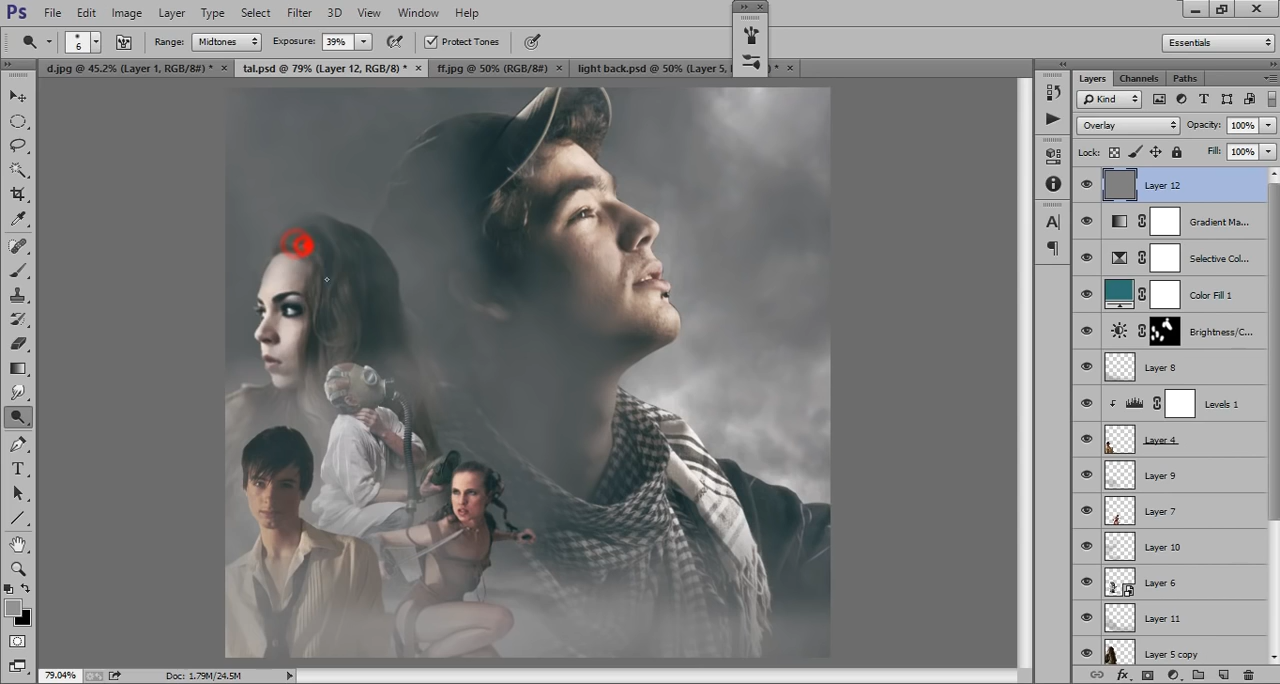 Ps File Edit Image Layer Type Select Filter 3D View Window Help
6 Range: Midtones Exposure: 39% Protect Tones Essentials
d.jpg @ 45.2% (Layer 1, RGB/8#) * × tal.psd @ 79% (Layer 12, RGB/8) * × ff.jpg @ 50% (RGB/8#) × light back.psd @ 50% (Layer 5, * ×
Layers Channels Paths
Kind
Overlay Opacity: 100%
Lock: Fill: 100%
Layer 12
Gradient Ma...
Selective Col...
Color Fill 1
Brightness/C...
Layer 8
Levels 1
Layer 4
Layer 9
Layer 7
Layer 10
Layer 6
Layer 11
Layer 5 copy
79.04% Doc: 1.79M/24.5M